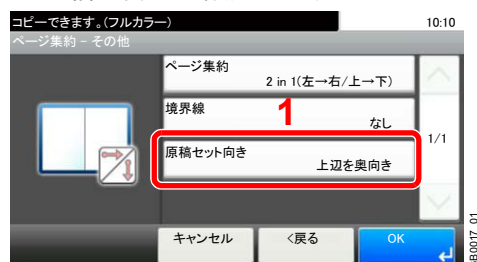 コピーできます。(フルカラー)
10:10
ページ集約 - その他
ページ集約
2 in 1(左→右/上→下)
境界線
1
なし
1/1
原稿セット向き
上辺を奥向き
キャンセル
<戻る
OK
B0017_01